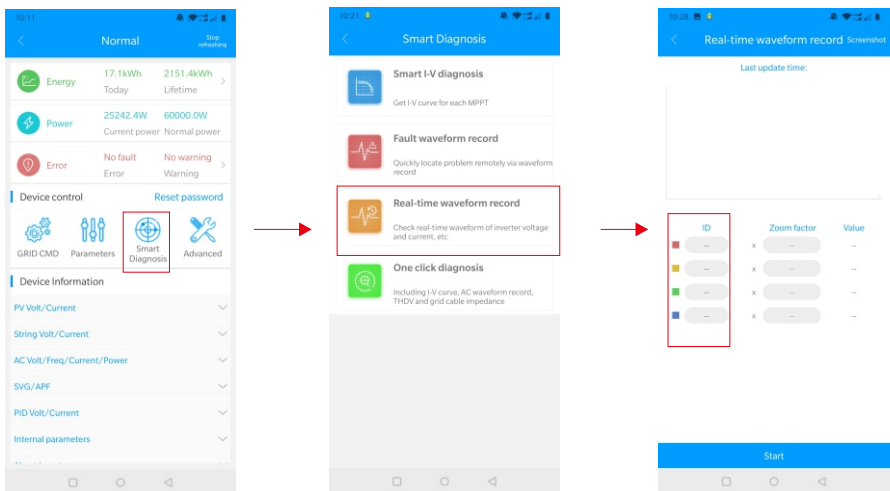 10:11
Normal
Stop
refreshing
Energy
17.1kWh
2151.4kWh
Today
Lifetime
Power
25242.4W
60000.0W
Current power
Normal power
Error
No fault
No warning
Error
Warning
Device control
Reset password
GRID CMD
Parameters
Smart
Diagnosis
Advanced
Device Information
PV Volt/Current
String Volt/Current
AC Volt/Freq/Current/Power
SVG/APF
PID Volt/Current
Internal parameters
10:21
Smart Diagnosis
Smart I-V diagnosis
Get I-V curve for each MPPT
Fault waveform record
Quickly locate problem remotely via waveform
record
Real-time waveform record
Check real-time waveform of inverter voltage
and current, etc
One click diagnosis
Including I-V curve, AC waveform record,
THDV and grid cable impedance
10:28
Real-time waveform record
Screenshot
Last update time:
ID
Zoom factor
Value
-- x -- --
-- x -- --
-- x -- --
-- x -- --
Start